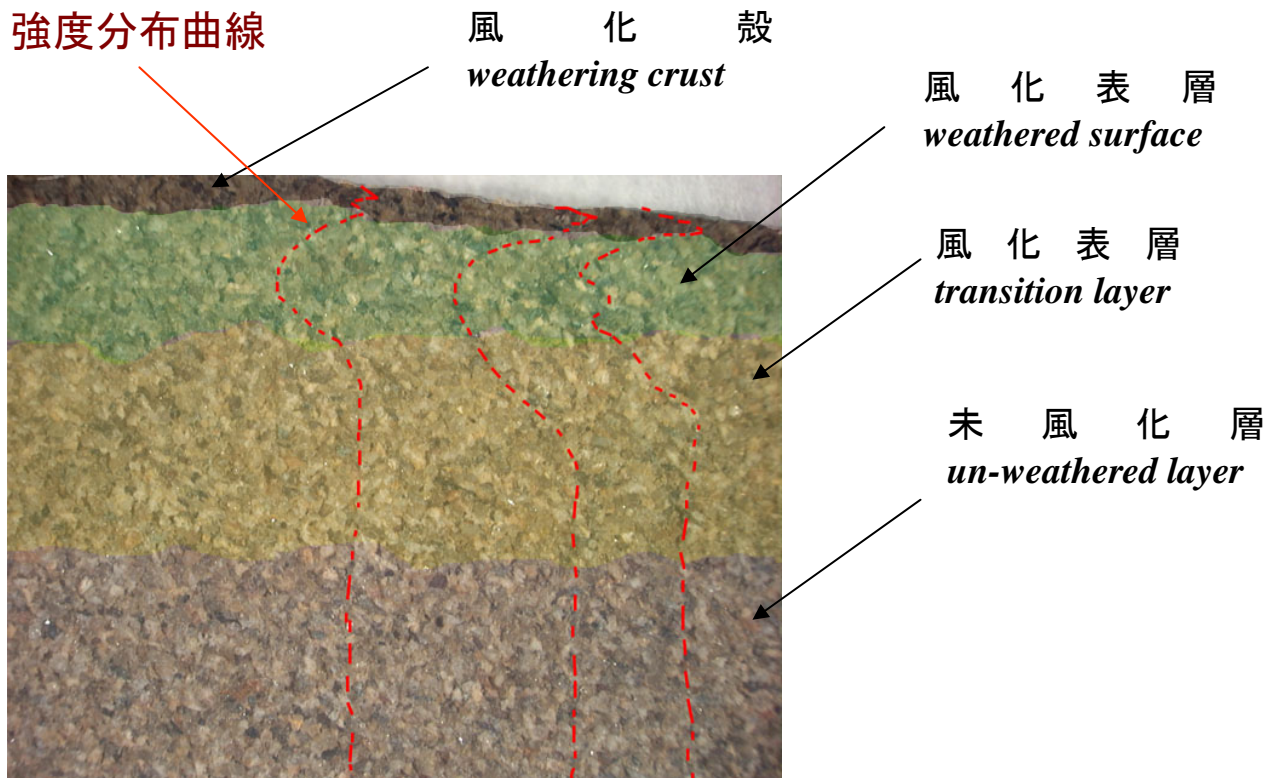 強度分布曲線
風化殻
weathering crust
風化表層
weathered surface
風化表層
transition layer
未風化層
un-weathered layer